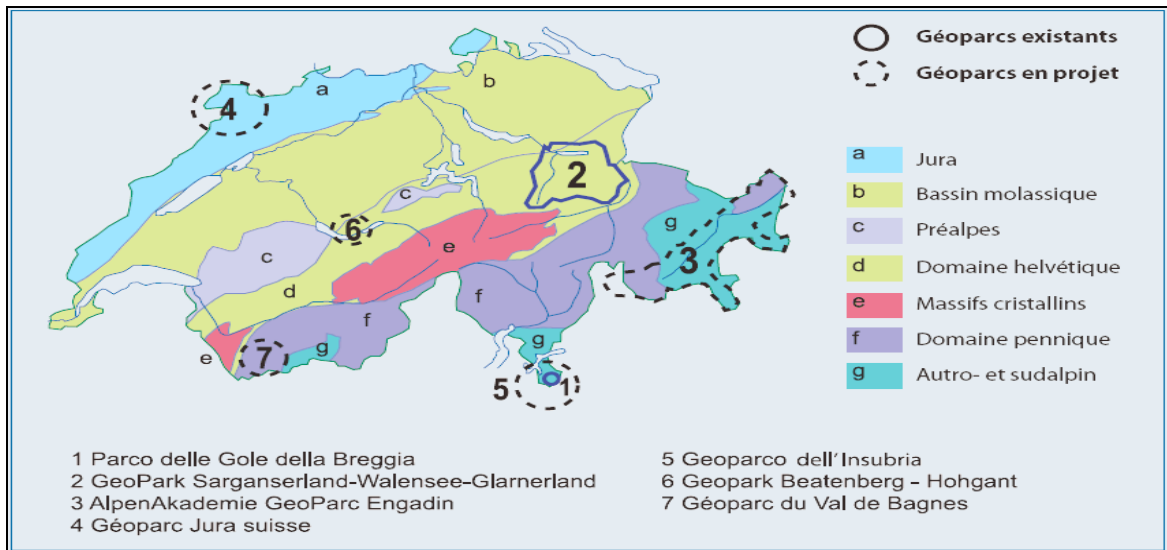 Géoparcs existants
Géoparcs en projet
a Jura
b Bassin molassique
c Préalpes
d Domaine helvétique
e Massifs cristallins
f Domaine pennique
g Autro- et sudalpin
a
b
4
2
c
6
g
e
3
c
d
f
f
g
7
g
e
5
1
1 Parco delle Gole della Breggia
2 GeoPark Sarganserland-Walensee-Glarnerland
3 AlpenAkademie GeoParc Engadin
4 Géoparc Jura suisse
5 Geoparco dell'Insubria
6 Geopark Beatenberg - Hohgant
7 Géoparc du Val de Bagnes